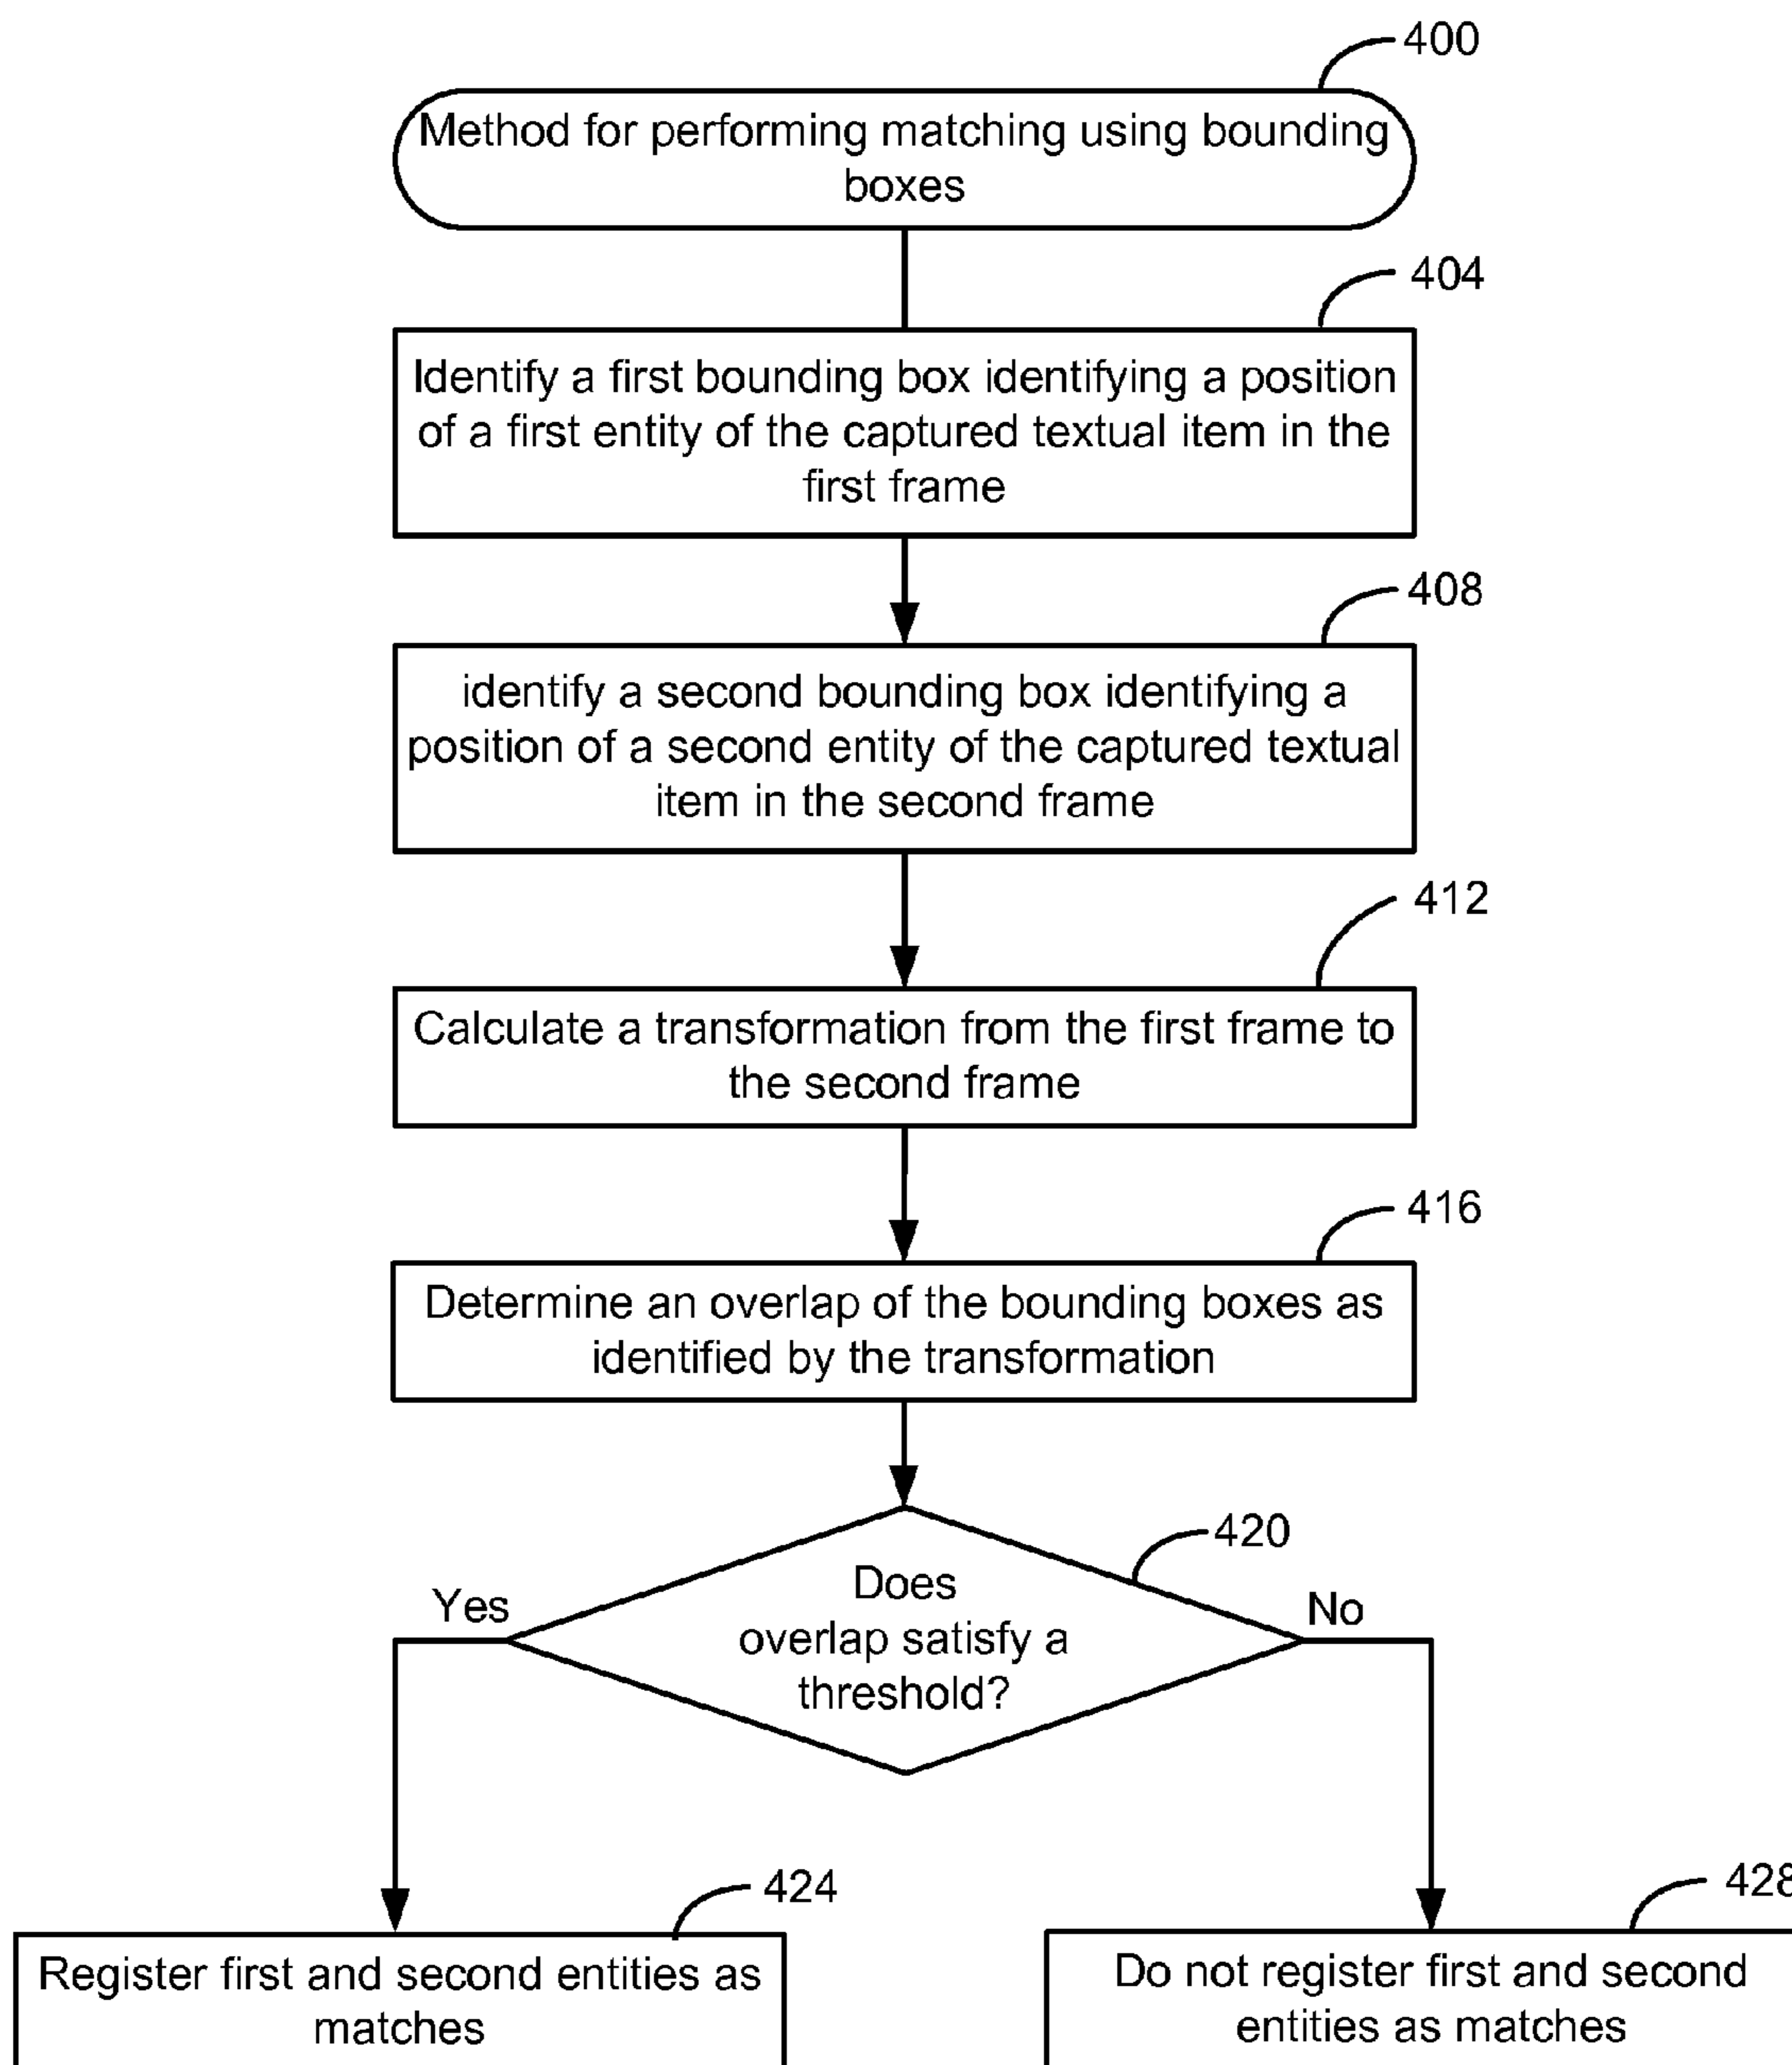 400
Method for performing matching using bounding
boxes
404
Identify a first bounding box identifying a position
of a first entity of the captured textual item in the
first frame
408
identify a second bounding box identifying a
position of a second entity of the captured textual
item in the second frame
412
Calculate a transformation from the first frame to
the second frame
416
Determine an overlap of the bounding boxes as
identified by the transformation
420
Does
overlap satisfy a
threshold?
Yes
No
424
Register first and second entities as
matches
428
Do not register first and second
entities as matches